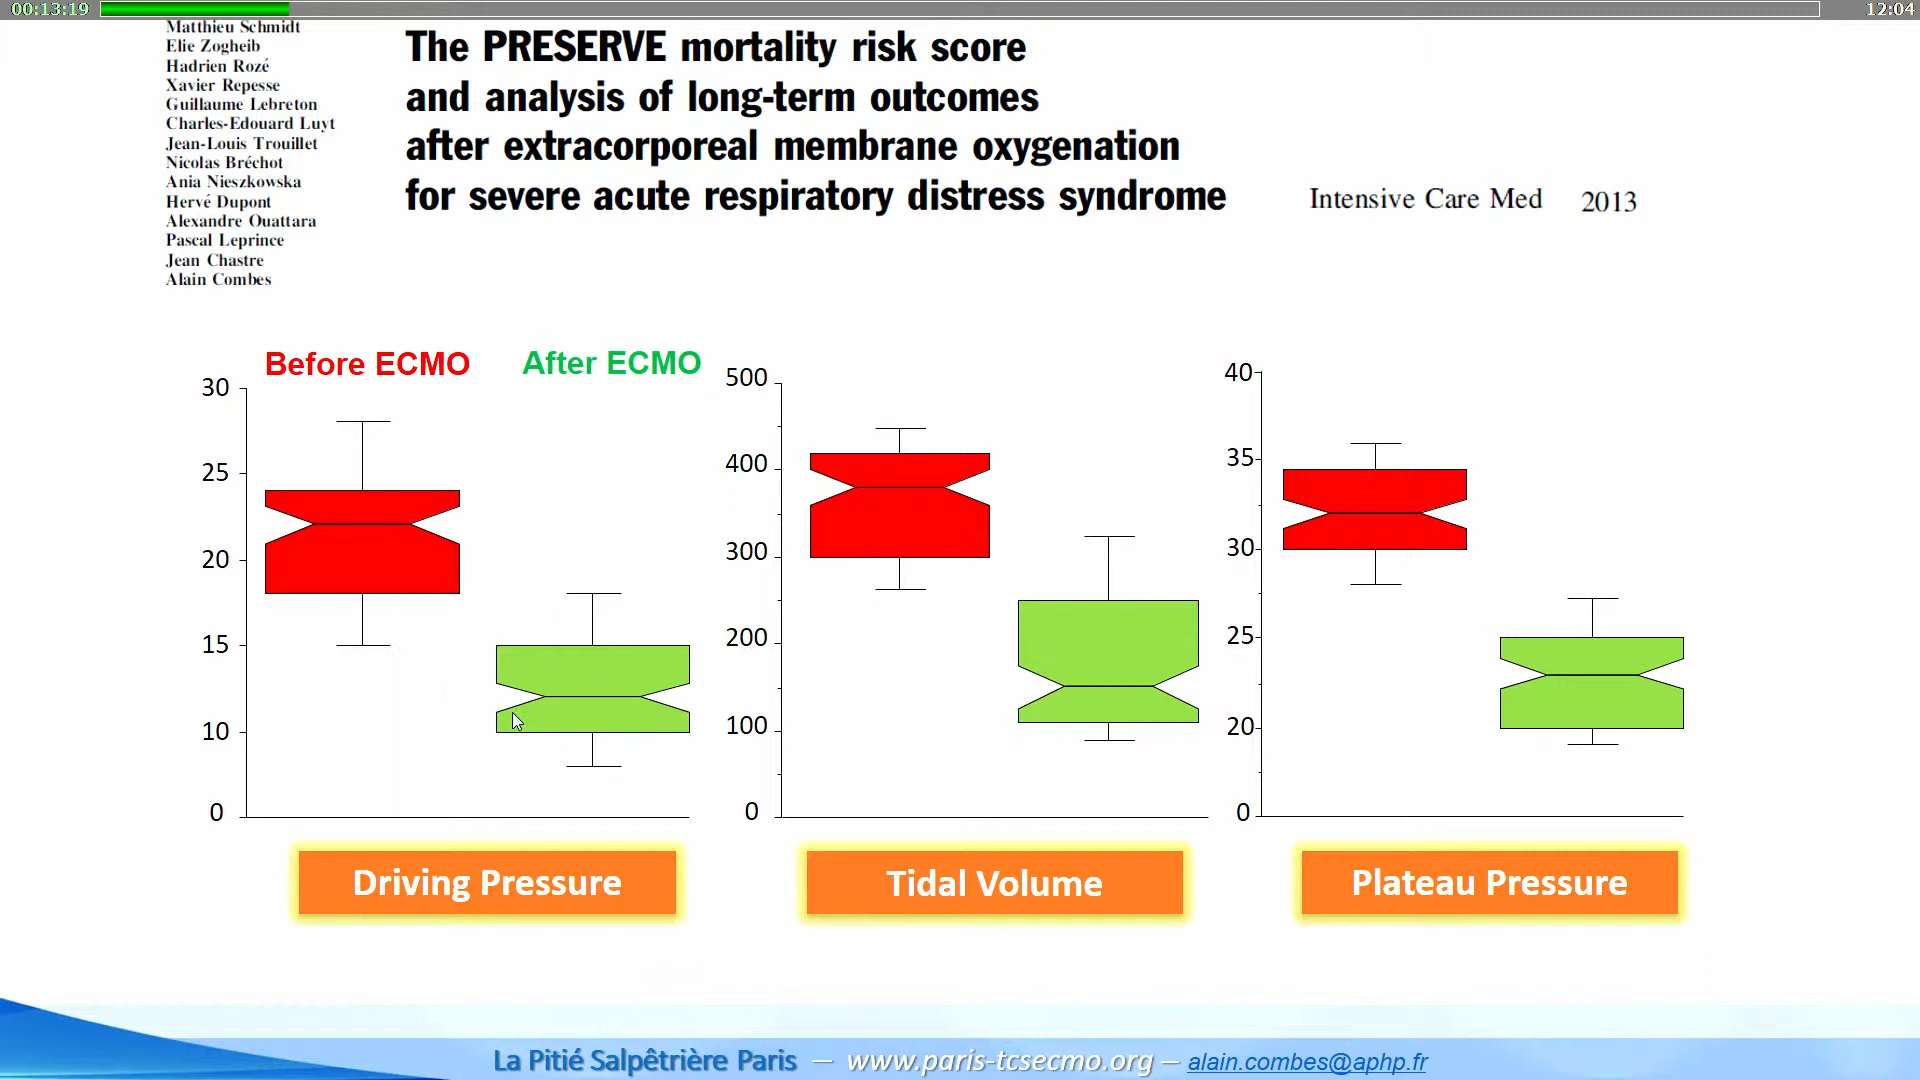 00:13:19
12:04
Matthieu Schmidt
Elie Zogheib
Hadrien Rozé
Xavier Repesse
Guillaume Lebreton
Charles-Edouard Luyt
Jean-Louis Trouillet
Nicolas Bréchot
Ania Nieszkowska
Hervé Dupont
Alexandre Ouattara
Pascal Leprince
Jean Chastre
Alain Combes
The PRESERVE mortality risk score
and analysis of long-term outcomes
after extracorporeal membrane oxygenation
for severe acute respiratory distress syndrome
Intensive Care Med 2013
Before ECMO
After ECMO
30
25
20
15
10
0
500
400
300
200
100
0
40
35
30
25
20
0
Driving Pressure
Tidal Volume
Plateau Pressure
La Pitié Salpêtrière Paris — www.paris-tcsecmo.org – alain.combes@aphp.fr